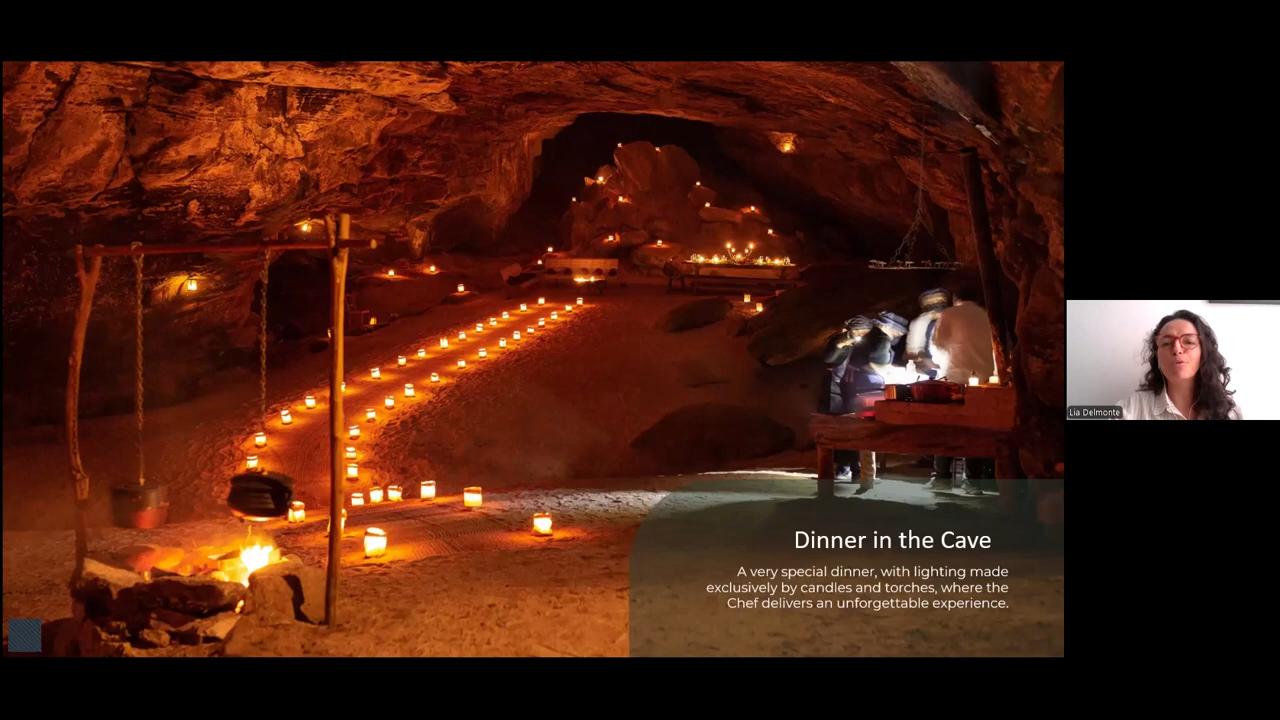 Dinner in the Cave
A very special dinner, with lighting made
exclusively by candles and torches, where the
Chef delivers an unforgettable experience.
Lia Delmonte